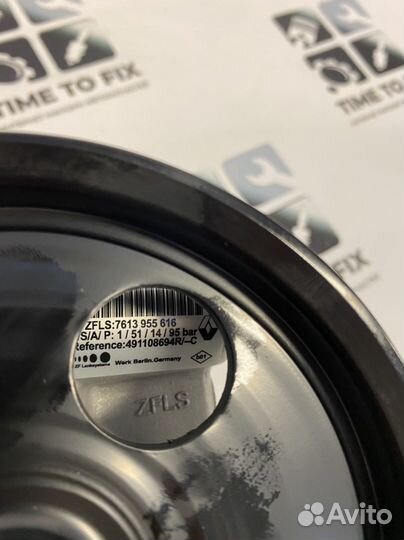 TIME TO FIX
TIME TO FIX
ZFLS:7613 955 616
S/A/ P: 1 / 51 / 14 / 95 bar
Reference:491108694R/--C
ZF Lenksysteme
Werk Berlin.Germany
b01
ZFLS
Avito